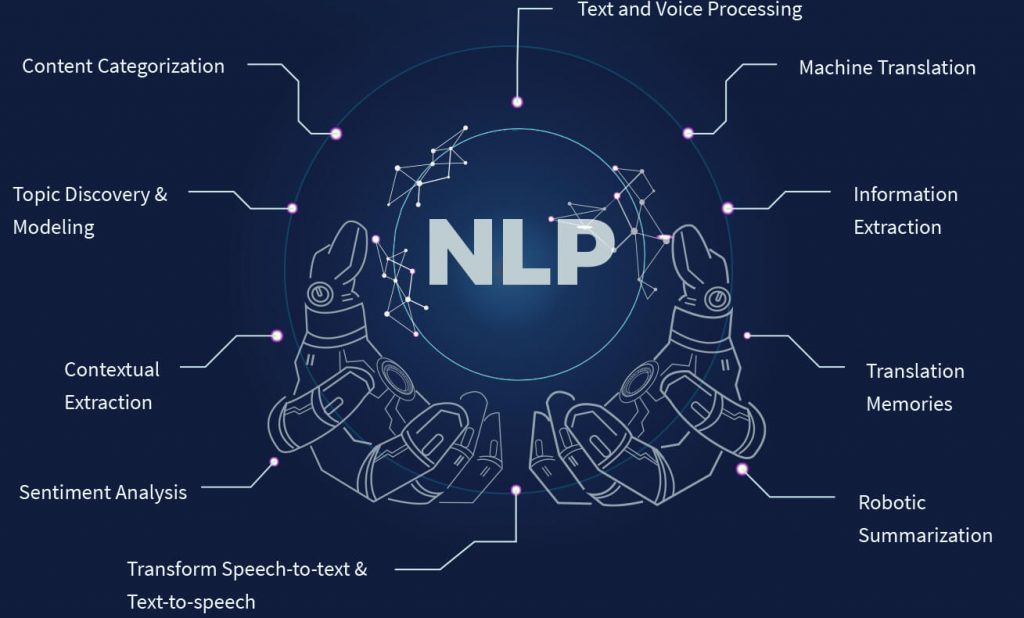 Text and Voice Processing
Content Categorization
Machine Translation
Topic Discovery &
Modeling
Information
Extraction
NLP
Contextual
Extraction
Translation
Memories
Sentiment Analysis
Robotic
Summarization
Transform Speech-to-text &
Text-to-speech